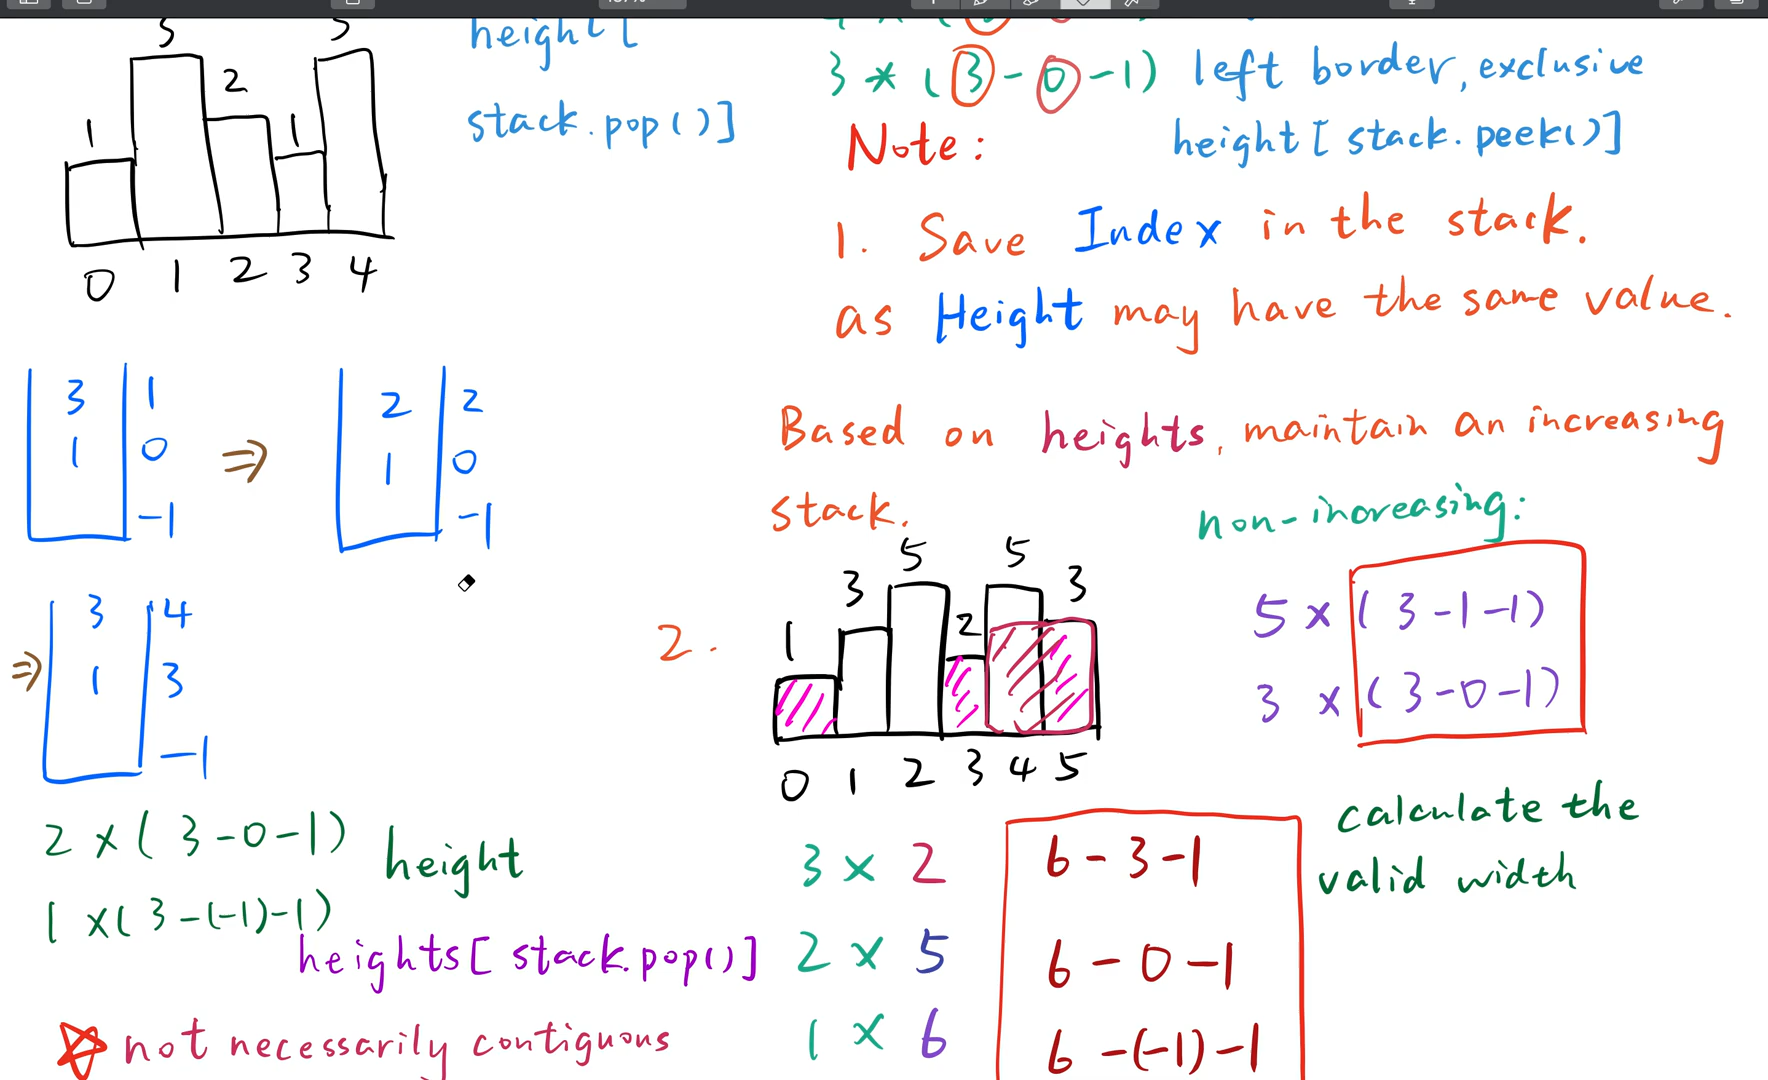 height [
stack.pop()]
3 * (3 - 0 - 1) left border, exclusive
height [ stack.peek()]
Note:
1. Save Index in the stack.
as Height may have the same value.
2
1
1
0 1 2 3 4
3 1
1 0
-1
⇒
2 2
1 0
-1
⇒
3 4
1 3
-1
2 × ( 3 - 0 - 1 )
1 × ( 3 - (-1) - 1 )
height
heights [ stack.pop()]
not necessarily contiguous
Based on heights, maintain an increasing
stack.
non-increasing:
2.
1 3 5 2 5 3
0 1 2 3 4 5
5 × ( 3 - 1 - 1 )
3 × ( 3 - 0 - 1 )
3 × 2 6 - 3 - 1
2 × 5 6 - 0 - 1
1 × 6 6 - (-1) - 1
calculate the
valid width